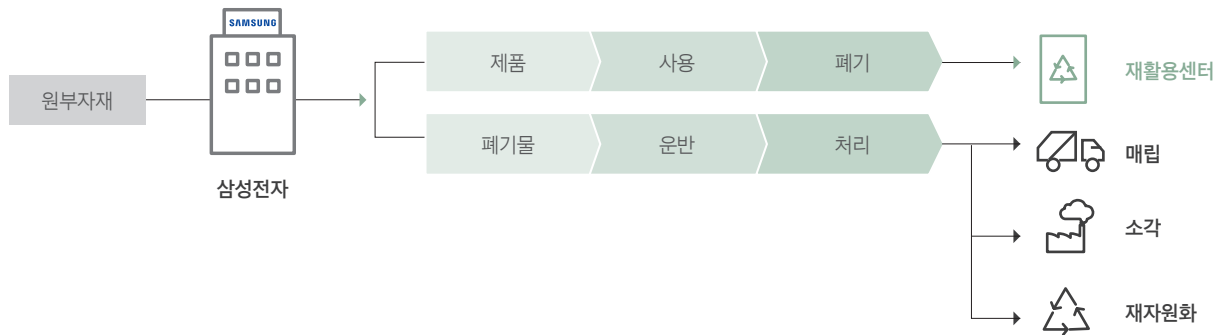 SAMSUNG
원부자재
삼성전자
제품
사용
폐기
재활용센터
폐기물
운반
처리
매립
소각
재자원화